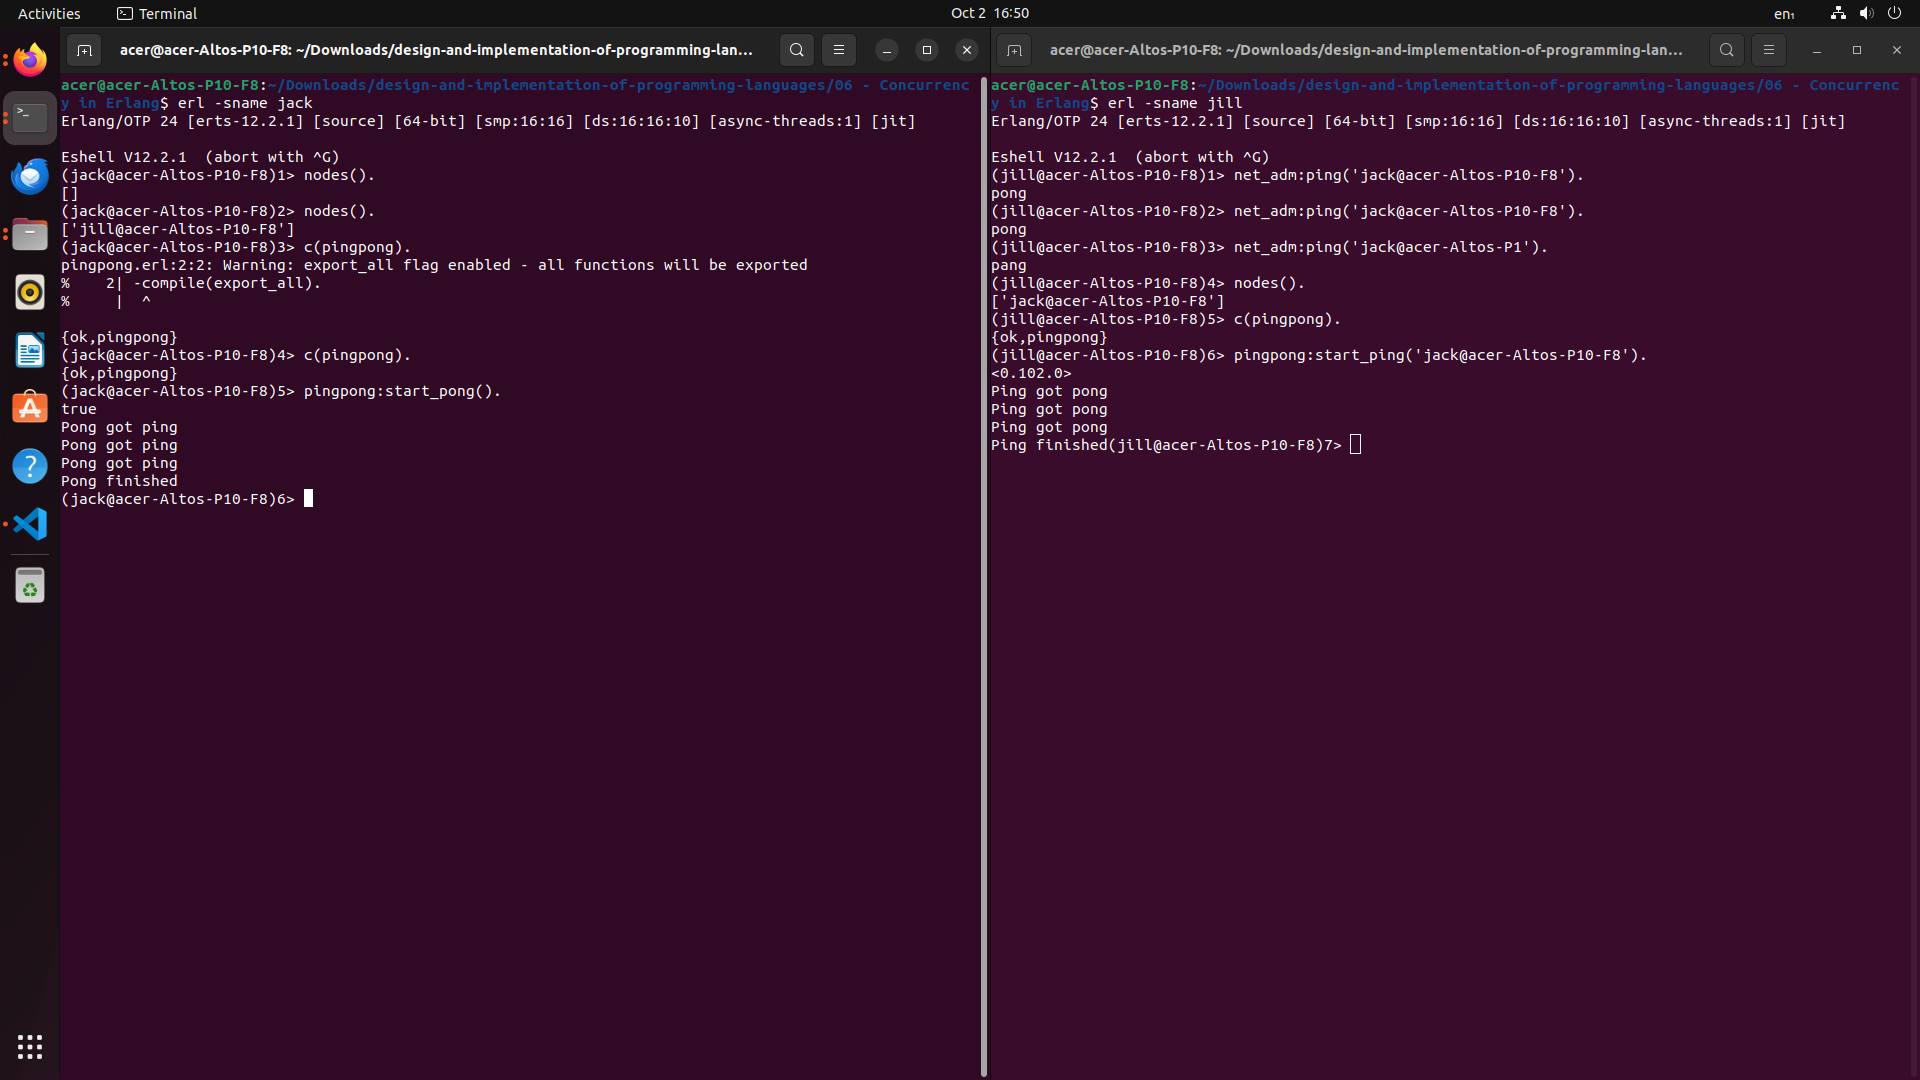 Activities
Terminal
Oct 2 16:50
en₁
acer@acer-Altos-P10-F8: ~/Downloads/design-and-implementation-of-programming-lan...
acer@acer-Altos-P10-F8:~/Downloads/design-and-implementation-of-programming-languages/06 - Concurrenc
y in Erlang$ erl -sname jack
Erlang/OTP 24 [erts-12.2.1] [source] [64-bit] [smp:16:16] [ds:16:16:10] [async-threads:1] [jit]
Eshell V12.2.1  (abort with ^G)
(jack@acer-Altos-P10-F8)1> nodes().
[]
(jack@acer-Altos-P10-F8)2> nodes().
['jill@acer-Altos-P10-F8']
(jack@acer-Altos-P10-F8)3> c(pingpong).
pingpong.erl:2:2: Warning: export_all flag enabled - all functions will be exported
%    2| -compile(export_all).
%     |  ^
{ok,pingpong}
(jack@acer-Altos-P10-F8)4> c(pingpong).
{ok,pingpong}
(jack@acer-Altos-P10-F8)5> pingpong:start_pong().
true
Pong got ping
Pong got ping
Pong got ping
Pong finished
(jack@acer-Altos-P10-F8)6>
acer@acer-Altos-P10-F8: ~/Downloads/design-and-implementation-of-programming-lan...
acer@acer-Altos-P10-F8:~/Downloads/design-and-implementation-of-programming-languages/06 - Concurrenc
y in Erlang$ erl -sname jill
Erlang/OTP 24 [erts-12.2.1] [source] [64-bit] [smp:16:16] [ds:16:16:10] [async-threads:1] [jit]
Eshell V12.2.1  (abort with ^G)
(jill@acer-Altos-P10-F8)1> net_adm:ping('jack@acer-Altos-P10-F8').
pong
(jill@acer-Altos-P10-F8)2> net_adm:ping('jack@acer-Altos-P10-F8').
pong
(jill@acer-Altos-P10-F8)3> net_adm:ping('jack@acer-Altos-P1').
pang
(jill@acer-Altos-P10-F8)4> nodes().
['jack@acer-Altos-P10-F8']
(jill@acer-Altos-P10-F8)5> c(pingpong).
{ok,pingpong}
(jill@acer-Altos-P10-F8)6> pingpong:start_ping('jack@acer-Altos-P10-F8').
<0.102.0>
Ping got pong
Ping got pong
Ping got pong
Ping finished(jill@acer-Altos-P10-F8)7>